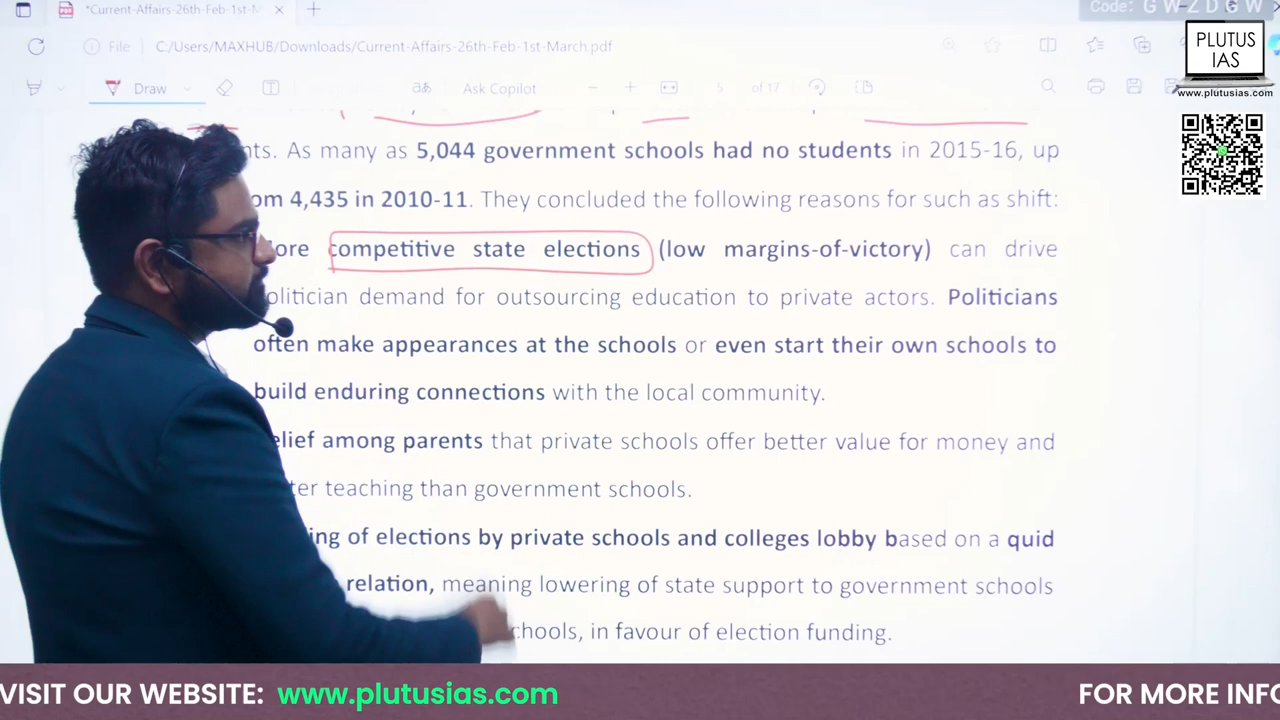 *Current-Affairs-26th-Feb-1st-M
Code: G W Z D G W
File C:/Users/MAXHUB/Downloads/Current-Affairs-26th-Feb-1st-March.pdf
PLUTUS
IAS
www.plutusias.com
Draw Ask Copilot 5 of 17
nts. As many as 5,044 government schools had no students in 2015-16, up
om 4,435 in 2010-11. They concluded the following reasons for such as shift:
ore competitive state elections (low margins-of-victory) can drive
olitician demand for outsourcing education to private actors. Politicians
often make appearances at the schools or even start their own schools to
build enduring connections with the local community.
elief among parents that private schools offer better value for money and
ter teaching than government schools.
ing of elections by private schools and colleges lobby based on a quid
relation, meaning lowering of state support to government schools
chools, in favour of election funding.
VISIT OUR WEBSITE: www.plutusias.com FOR MORE INFO